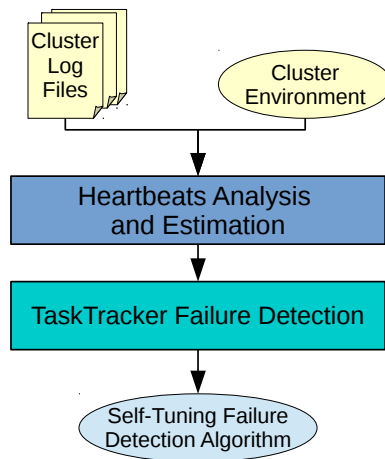 Cluster
Log
Files
Cluster
Environment
Heartbeats Analysis
and Estimation
TaskTracker Failure Detection
Self-Tuning Failure
Detection Algorithm